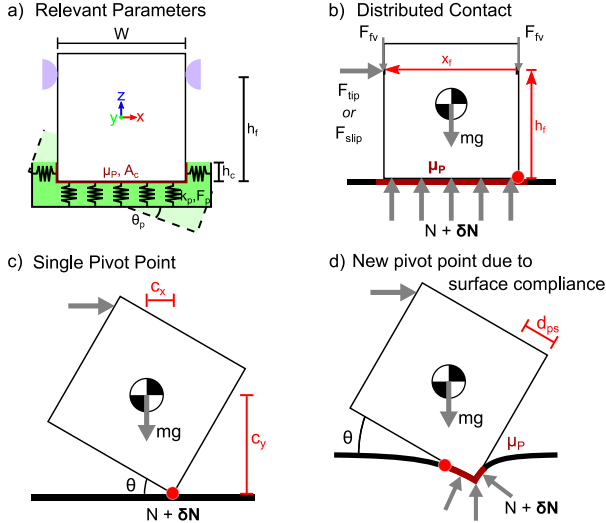 a) Relevant Parameters
W
z
y x
h_f
μ_P, A_c
h_c
k_p, F_p
θ_p
b) Distributed Contact
F_fv F_fv
x_f
F_tip
or
F_slip
mg
h_f
μ_P
N + δN
c) Single Pivot Point
c_x
mg
c_y
θ
N + δN
d) New pivot point due to
surface compliance
d_ps
mg
θ
μ_P
N + δN